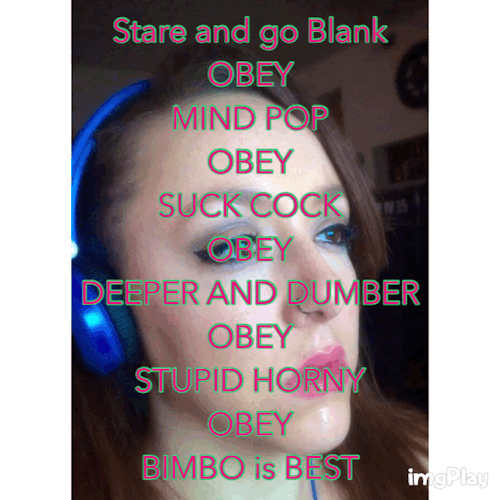 Stare and go Blank
OBEY
MIND POP
OBEY
SUCK COCK
OBEY
DEEPER AND DUMBER
OBEY
STUPID HORNY
OBEY
BIMBO is BEST
imgPlay